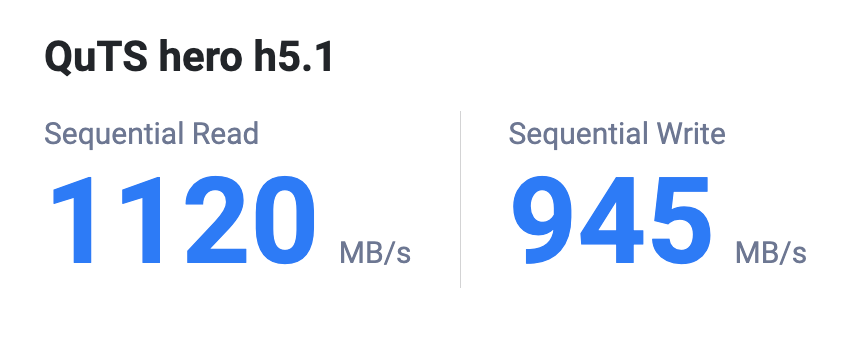 QuTS hero h5.1
Sequential Read
1120 MB/s
Sequential Write
945 MB/s